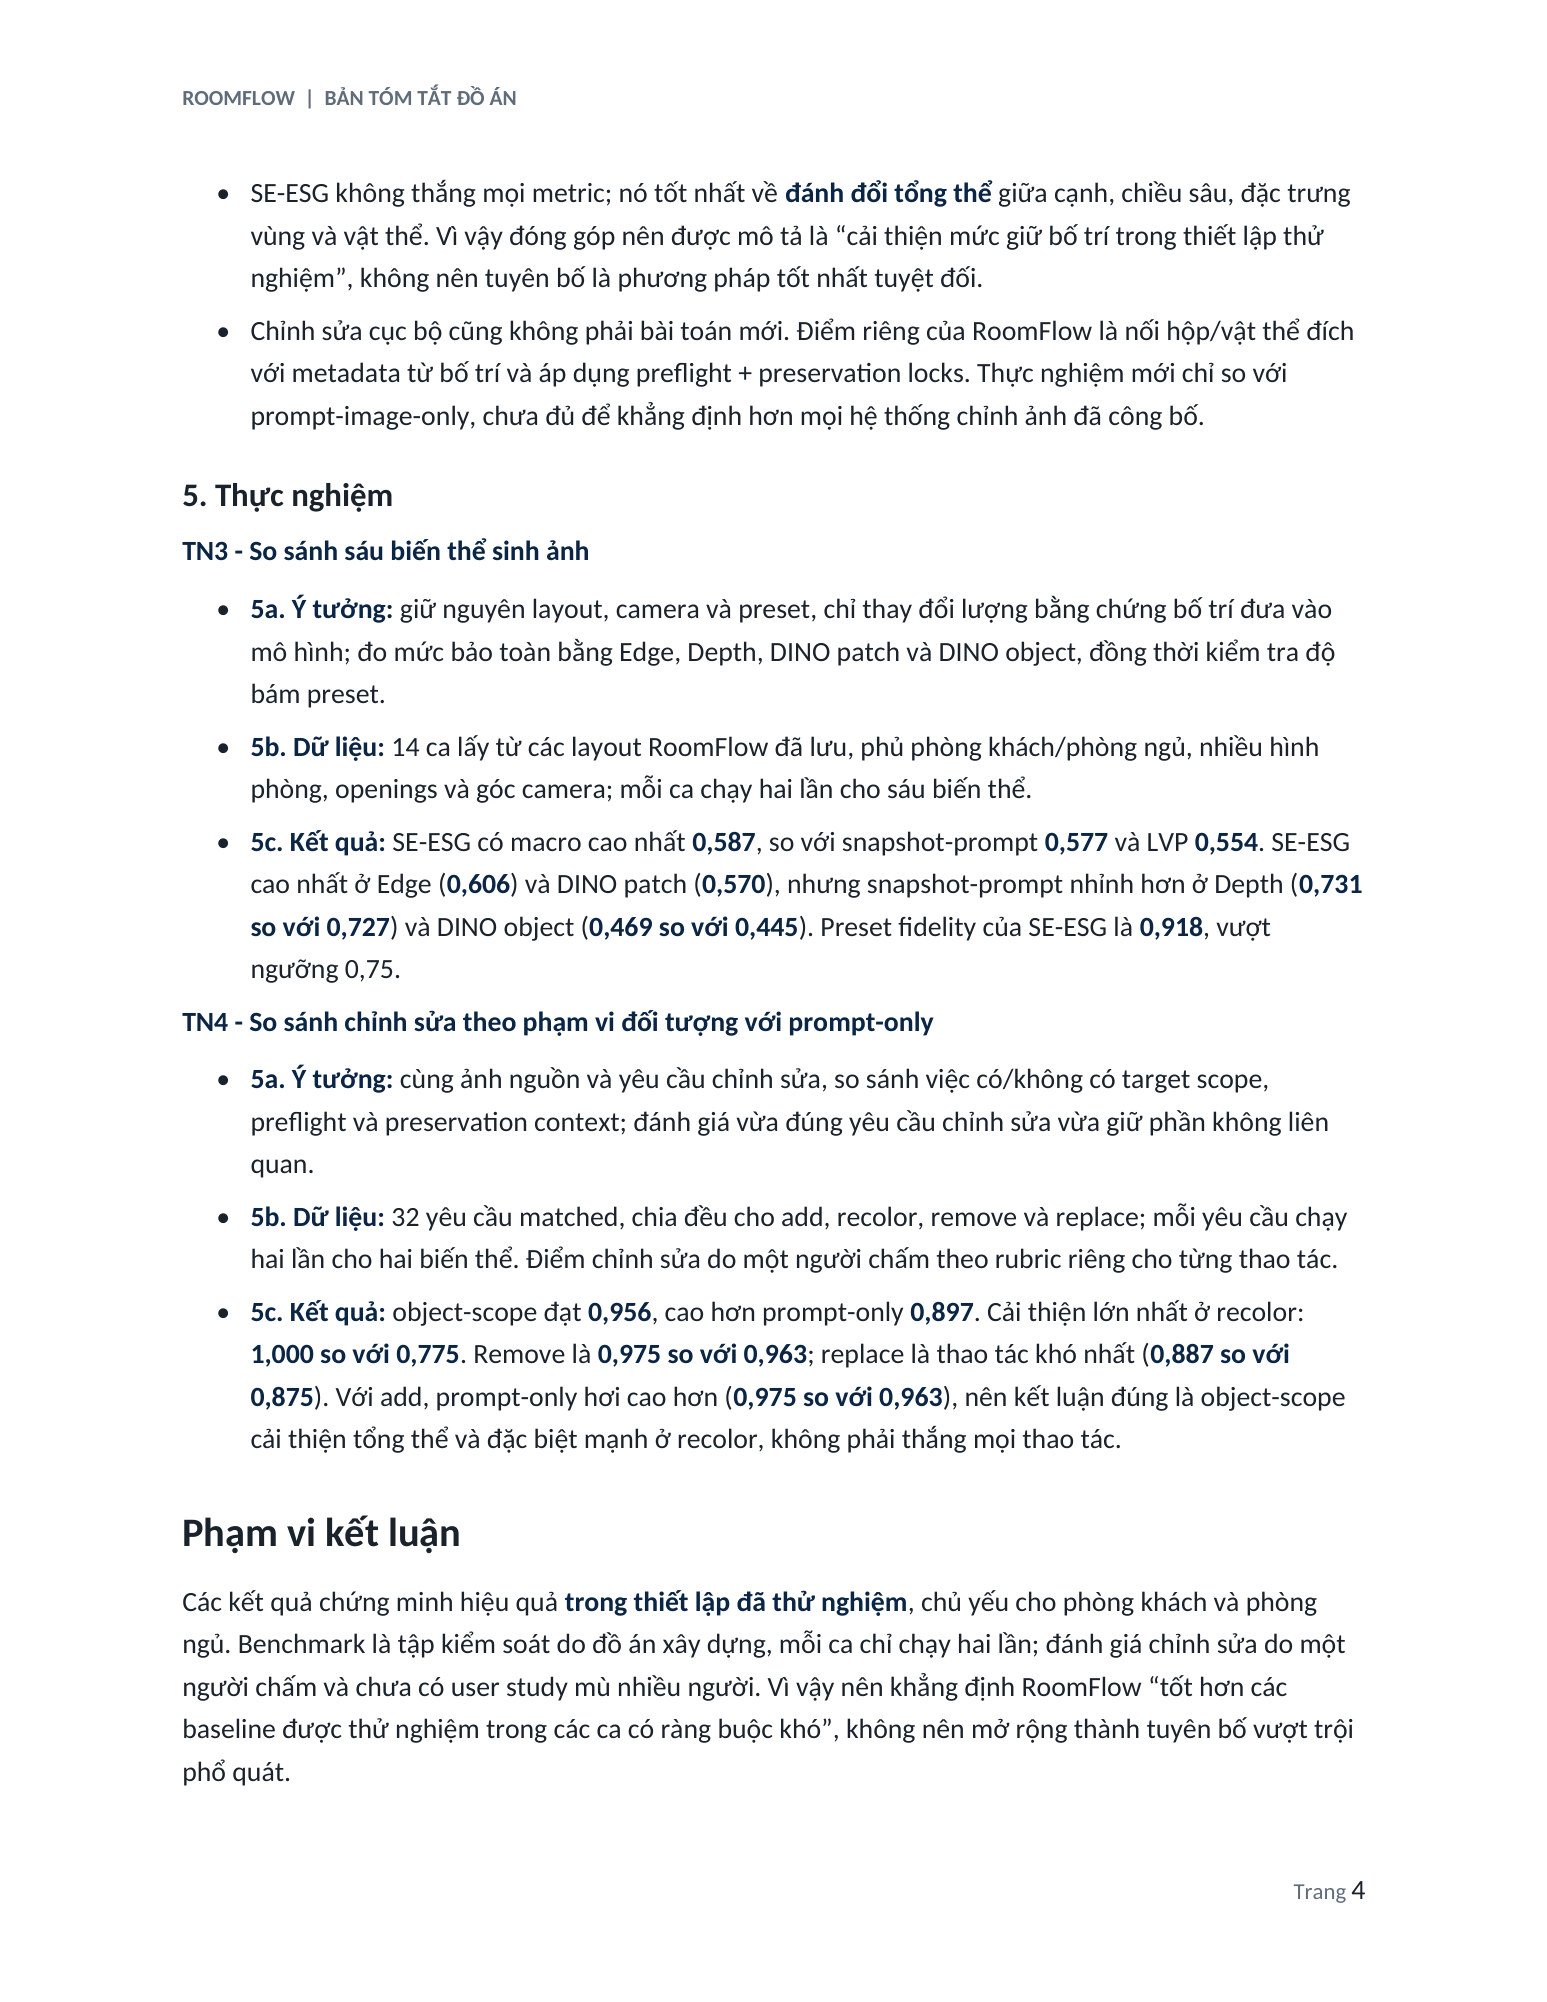 ROOMFLOW | BẢN TÓM TẮT ĐỒ ÁN
• SE-ESG không thắng mọi metric; nó tốt nhất về đánh đổi tổng thể giữa cạnh, chiều sâu, đặc trưng
vùng và vật thể. Vì vậy đóng góp nên được mô tả là “cải thiện mức giữ bố trí trong thiết lập thử
nghiệm”, không nên tuyên bố là phương pháp tốt nhất tuyệt đối.
• Chỉnh sửa cục bộ cũng không phải bài toán mới. Điểm riêng của RoomFlow là nối hộp/vật thể đích
với metadata từ bố trí và áp dụng preflight + preservation locks. Thực nghiệm mới chỉ so với
prompt-image-only, chưa đủ để khẳng định hơn mọi hệ thống chỉnh ảnh đã công bố.
5. Thực nghiệm
TN3 - So sánh sáu biến thể sinh ảnh
• 5a. Ý tưởng: giữ nguyên layout, camera và preset, chỉ thay đổi lượng bằng chứng bố trí đưa vào
mô hình; đo mức bảo toàn bằng Edge, Depth, DINO patch và DINO object, đồng thời kiểm tra độ
bám preset.
• 5b. Dữ liệu: 14 ca lấy từ các layout RoomFlow đã lưu, phủ phòng khách/phòng ngủ, nhiều hình
phòng, openings và góc camera; mỗi ca chạy hai lần cho sáu biến thể.
• 5c. Kết quả: SE-ESG có macro cao nhất 0,587, so với snapshot-prompt 0,577 và LVP 0,554. SE-ESG
cao nhất ở Edge (0,606) và DINO patch (0,570), nhưng snapshot-prompt nhỉnh hơn ở Depth (0,731
so với 0,727) và DINO object (0,469 so với 0,445). Preset fidelity của SE-ESG là 0,918, vượt
ngưỡng 0,75.
TN4 - So sánh chỉnh sửa theo phạm vi đối tượng với prompt-only
• 5a. Ý tưởng: cùng ảnh nguồn và yêu cầu chỉnh sửa, so sánh việc có/không có target scope,
preflight và preservation context; đánh giá vừa đúng yêu cầu chỉnh sửa vừa giữ phần không liên
quan.
• 5b. Dữ liệu: 32 yêu cầu matched, chia đều cho add, recolor, remove và replace; mỗi yêu cầu chạy
hai lần cho hai biến thể. Điểm chỉnh sửa do một người chấm theo rubric riêng cho từng thao tác.
• 5c. Kết quả: object-scope đạt 0,956, cao hơn prompt-only 0,897. Cải thiện lớn nhất ở recolor:
1,000 so với 0,775. Remove là 0,975 so với 0,963; replace là thao tác khó nhất (0,887 so với
0,875). Với add, prompt-only hơi cao hơn (0,975 so với 0,963), nên kết luận đúng là object-scope
cải thiện tổng thể và đặc biệt mạnh ở recolor, không phải thắng mọi thao tác.
Phạm vi kết luận
Các kết quả chứng minh hiệu quả trong thiết lập đã thử nghiệm, chủ yếu cho phòng khách và phòng
ngủ. Benchmark là tập kiểm soát do đồ án xây dựng, mỗi ca chỉ chạy hai lần; đánh giá chỉnh sửa do một
người chấm và chưa có user study mù nhiều người. Vì vậy nên khẳng định RoomFlow “tốt hơn các
baseline được thử nghiệm trong các ca có ràng buộc khó”, không nên mở rộng thành tuyên bố vượt trội
phổ quát.
Trang 4